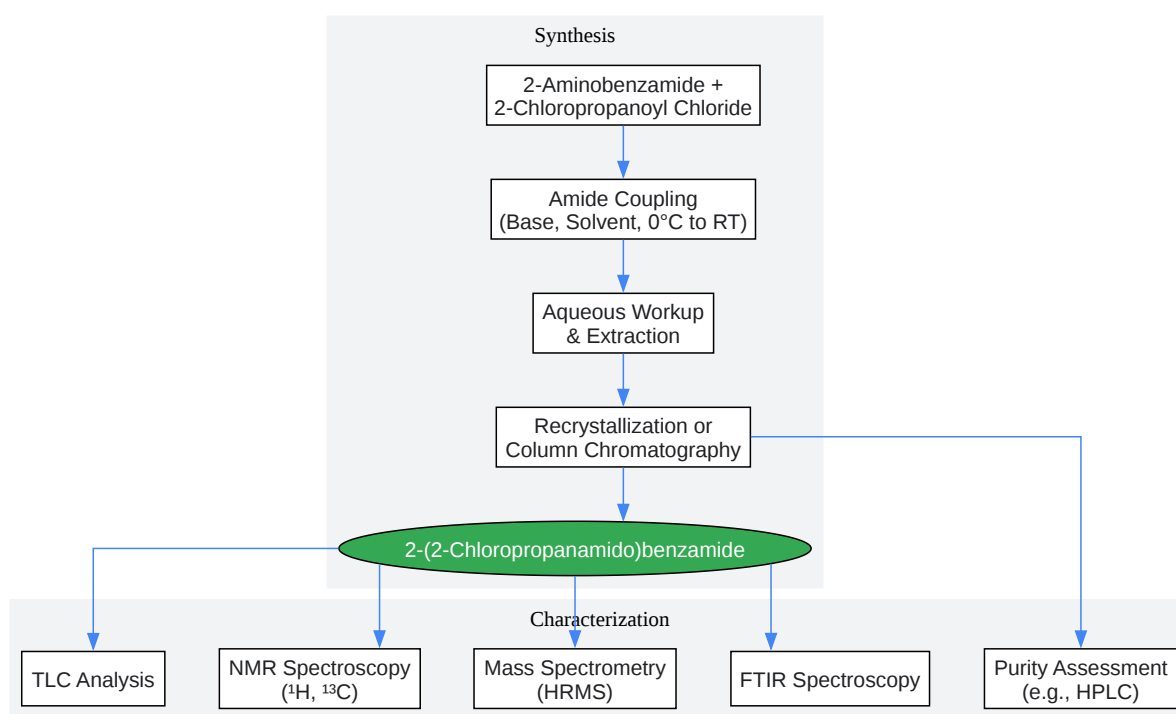 Synthesis
2-Aminobenzamide +
2-Chloropropanoyl Chloride
Amide Coupling
(Base, Solvent, 0°C to RT)
Aqueous Workup
& Extraction
Recrystallization or
Column Chromatography
2-(2-Chloropropanamido)benzamide
Characterization
TLC Analysis
NMR Spectroscopy
(¹H, ¹³C)
Mass Spectrometry
(HRMS)
FTIR Spectroscopy
Purity Assessment
(e.g., HPLC)